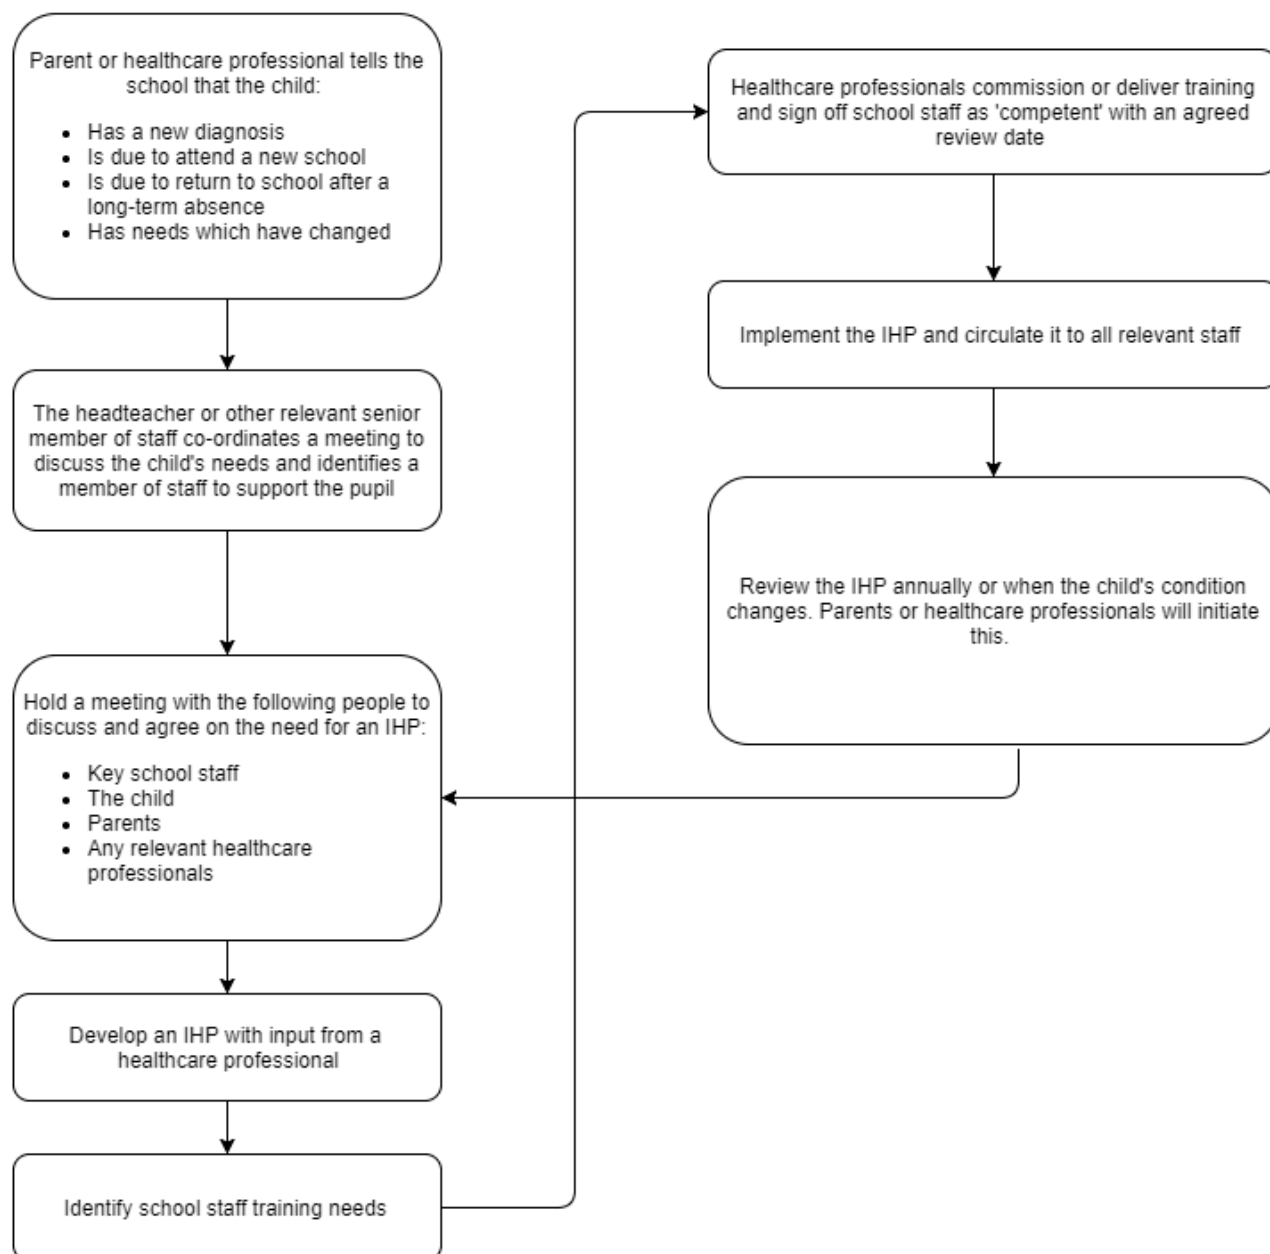 Parent or healthcare professional tells the
school that the child:
• Has a new diagnosis
• Is due to attend a new school
• Is due to return to school after a
long-term absence
• Has needs which have changed
The headteacher or other relevant senior
member of staff co-ordinates a meeting to
discuss the child's needs and identifies a
member of staff to support the pupil
Hold a meeting with the following people to
discuss and agree on the need for an IHP:
• Key school staff
• The child
• Parents
• Any relevant healthcare
professionals
Develop an IHP with input from a
healthcare professional
Identify school staff training needs
Healthcare professionals commission or deliver training
and sign off school staff as 'competent' with an agreed
review date
Implement the IHP and circulate it to all relevant staff
Review the IHP annually or when the child's condition
changes. Parents or healthcare professionals will initiate
this.